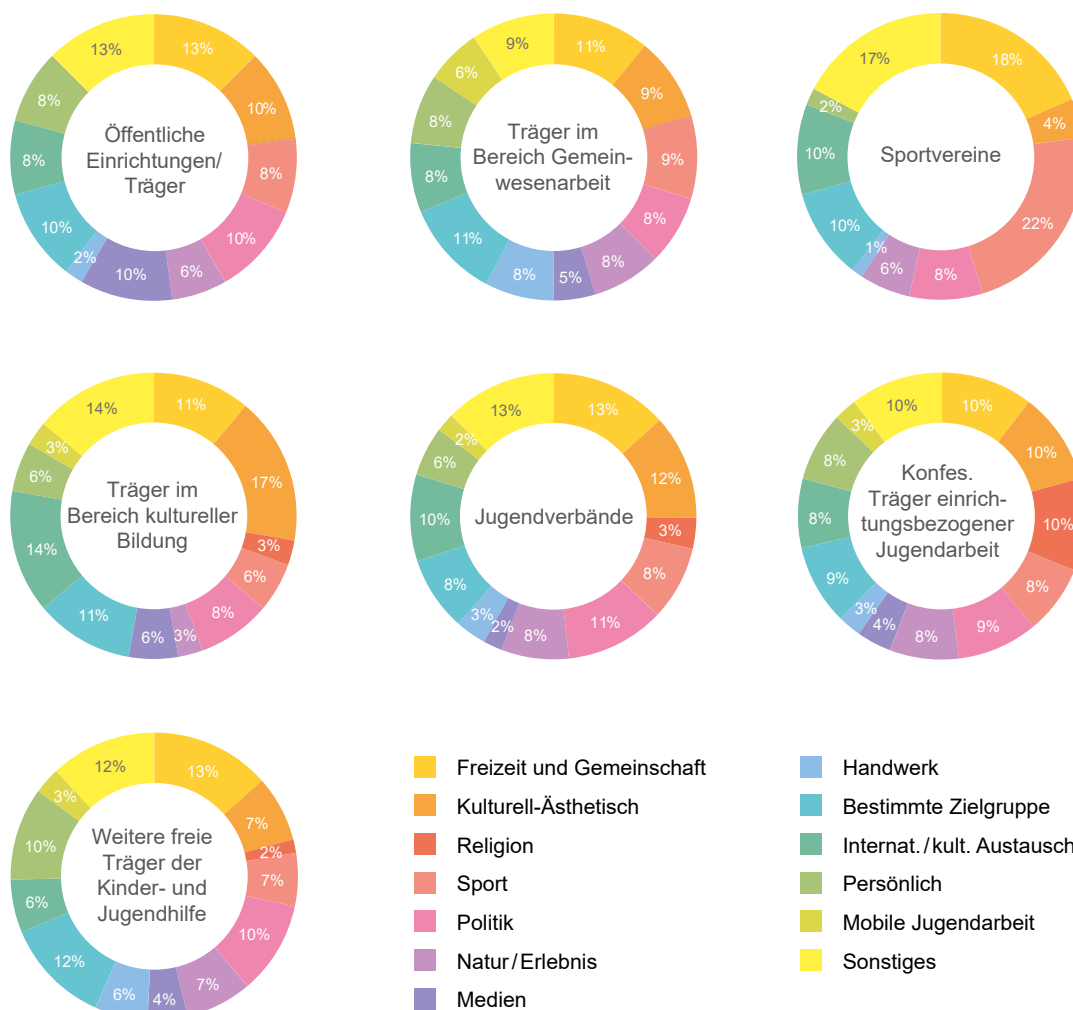 13%
13%
10%
8%
10%
6%
10%
2%
10%
8%
8%
Öffentliche
Einrichtungen/
Träger
9%
11%
9%
9%
8%
8%
5%
8%
11%
8%
8%
6%
Träger im
Bereich Gemein-
wesenarbeit
17%
18%
4%
22%
8%
6%
1%
10%
10%
2%
Sportvereine
14%
11%
17%
3%
6%
8%
3%
6%
11%
14%
6%
3%
Träger im
Bereich kultureller
Bildung
13%
13%
12%
3%
8%
11%
8%
2%
3%
8%
10%
6%
2%
Jugendverbände
10%
10%
10%
10%
8%
9%
8%
4%
3%
9%
8%
8%
3%
Konfes.
Träger einrich-
tungsbezogener
Jugendarbeit
12%
13%
7%
2%
7%
10%
7%
4%
6%
12%
6%
10%
3%
Weitere freie
Träger der
Kinder- und
Jugendhilfe
Freizeit und Gemeinschaft
Kulturell-Ästhetisch
Religion
Sport
Politik
Natur/Erlebnis
Medien
Handwerk
Bestimmte Zielgruppe
Internat./kult. Austausch
Persönlich
Mobile Jugendarbeit
Sonstiges